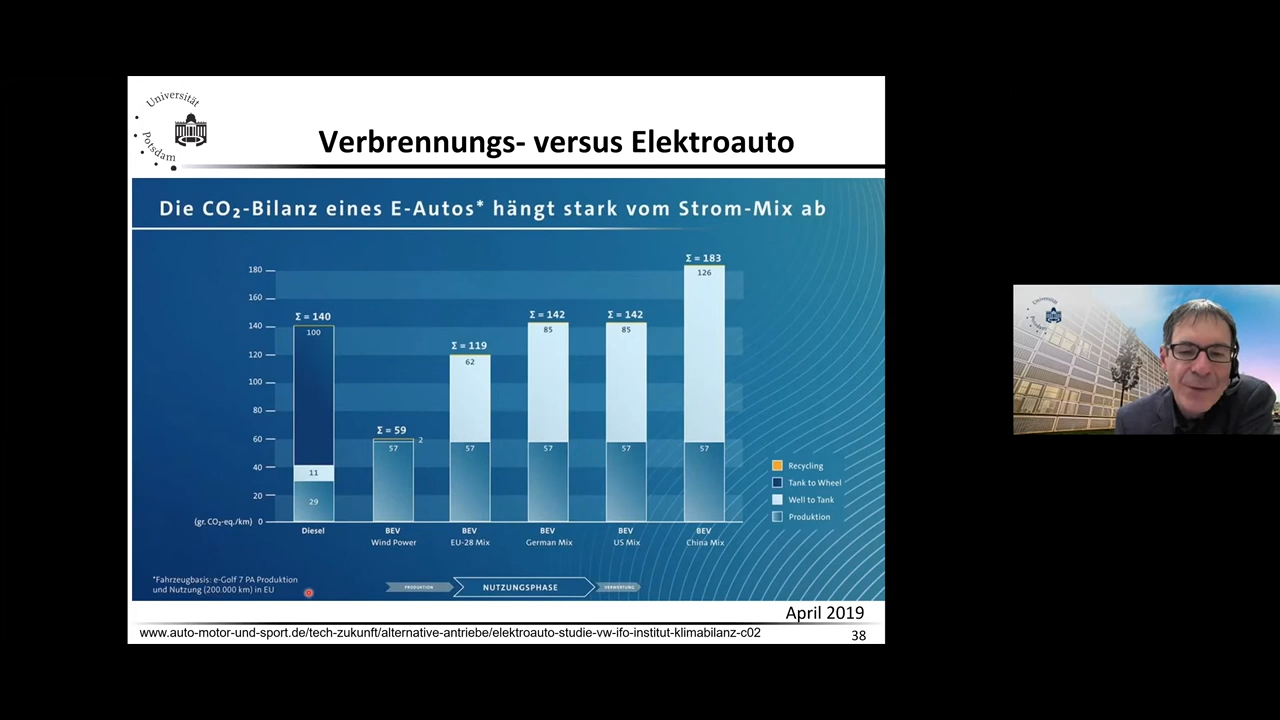 Universität
Potsdam
Verbrennungs- versus Elektroauto
Die CO₂-Bilanz eines E-Autos* hängt stark vom Strom-Mix ab
180
160
140
120
100
80
60
40
20
(gr. CO₂-eq./km) 0
Σ = 140
100
11
29
Σ = 59
2
57
Σ = 119
62
57
Σ = 142
85
57
Σ = 142
85
57
Σ = 183
126
57
Diesel
BEV
Wind Power
BEV
EU-28 Mix
BEV
German Mix
BEV
US Mix
BEV
China Mix
Recycling
Tank to Wheel
Well to Tank
Produktion
*Fahrzeugbasis: e-Golf 7 PA Produktion
und Nutzung (200.000 km) in EU
PRODUKTION
NUTZUNGSPHASE
VERWERTUNG
April 2019
www.auto-motor-und-sport.de/tech-zukunft/alternative-antriebe/elektroauto-studie-vw-ifo-institut-klimabilanz-c02
38
Universität
Potsdam